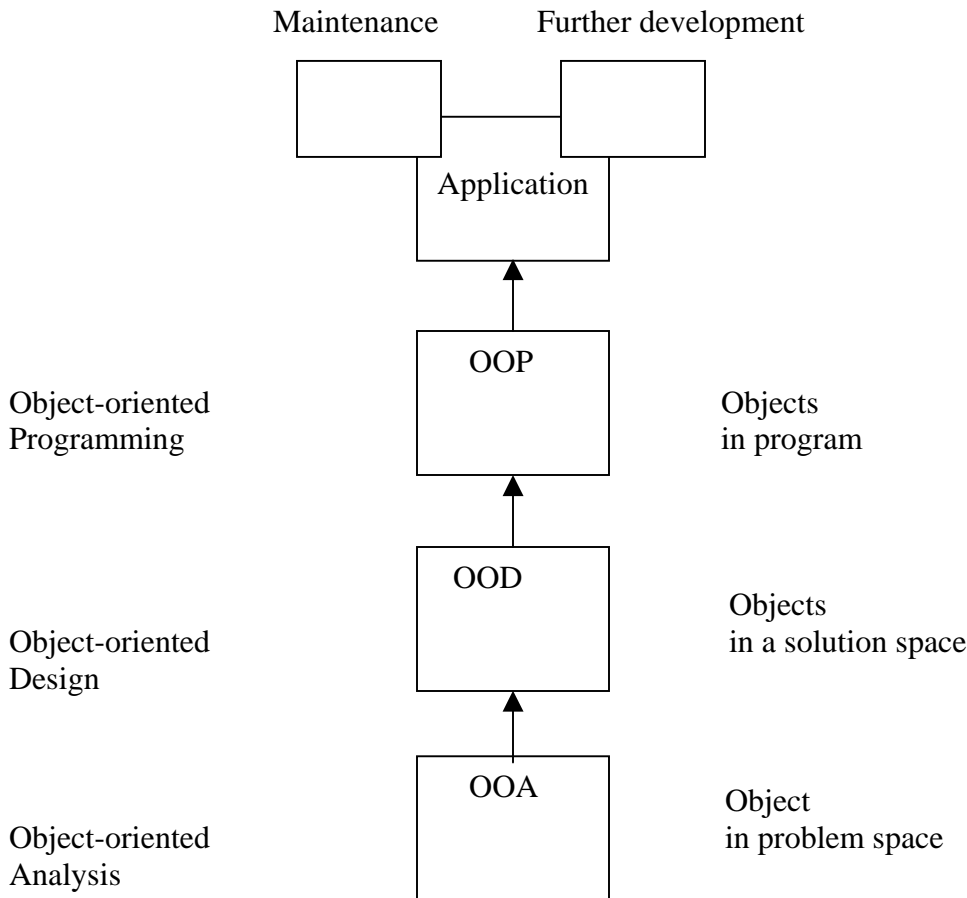 Maintenance
Further development
Application
OOP
Object-oriented
Programming
Objects
in program
OOD
Object-oriented
Design
Objects
in a solution space
OOA
Object-oriented
Analysis
Object
in problem space